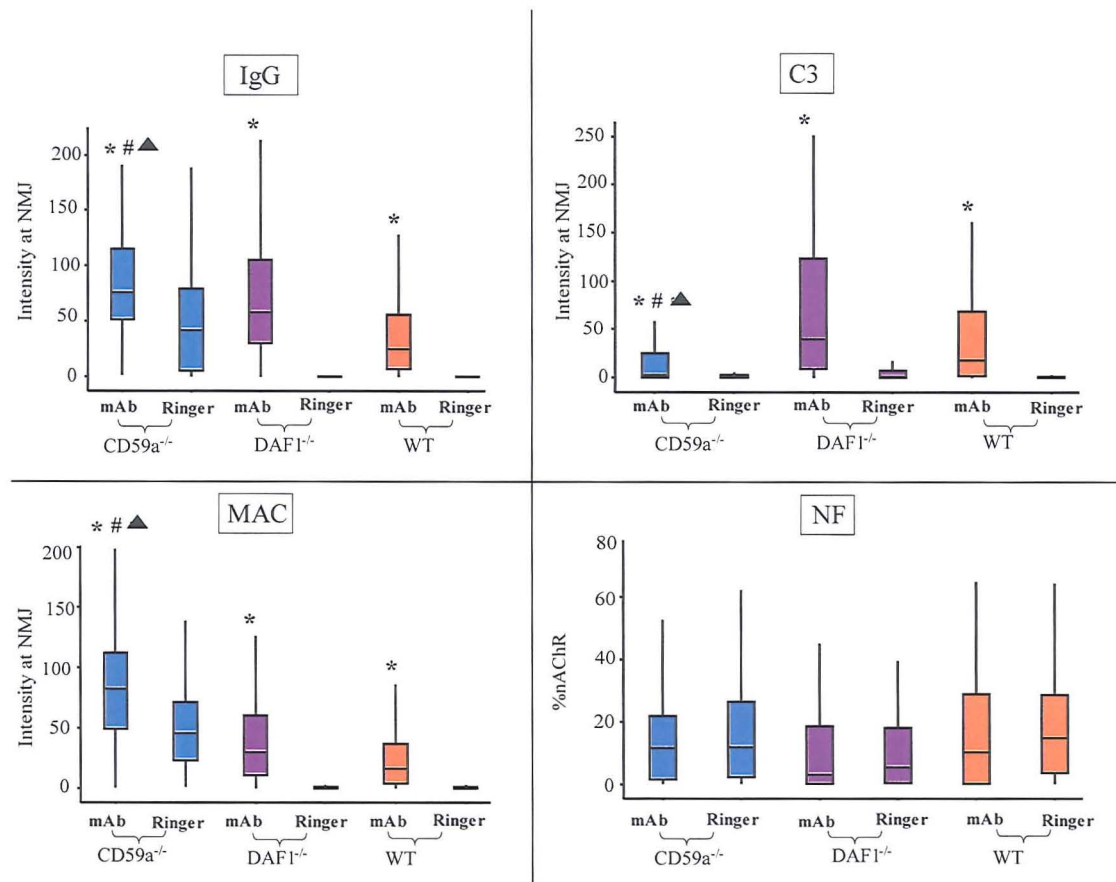 IgG
Intensity at NMJ
200
150
100
50
0
* # ▲
*
*
mAb Ringer mAb Ringer mAb Ringer
CD59a-/- DAF1-/- WT
C3
Intensity at NMJ
250
200
150
100
50
0
* # ▲
*
*
mAb Ringer mAb Ringer mAb Ringer
CD59a-/- DAF1-/- WT
MAC
Intensity at NMJ
200
150
100
50
0
* # ▲
*
*
mAb Ringer mAb Ringer mAb Ringer
CD59a-/- DAF1-/- WT
NF
%nAChR
80
60
40
20
0
mAb Ringer mAb Ringer mAb Ringer
CD59a-/- DAF1-/- WT